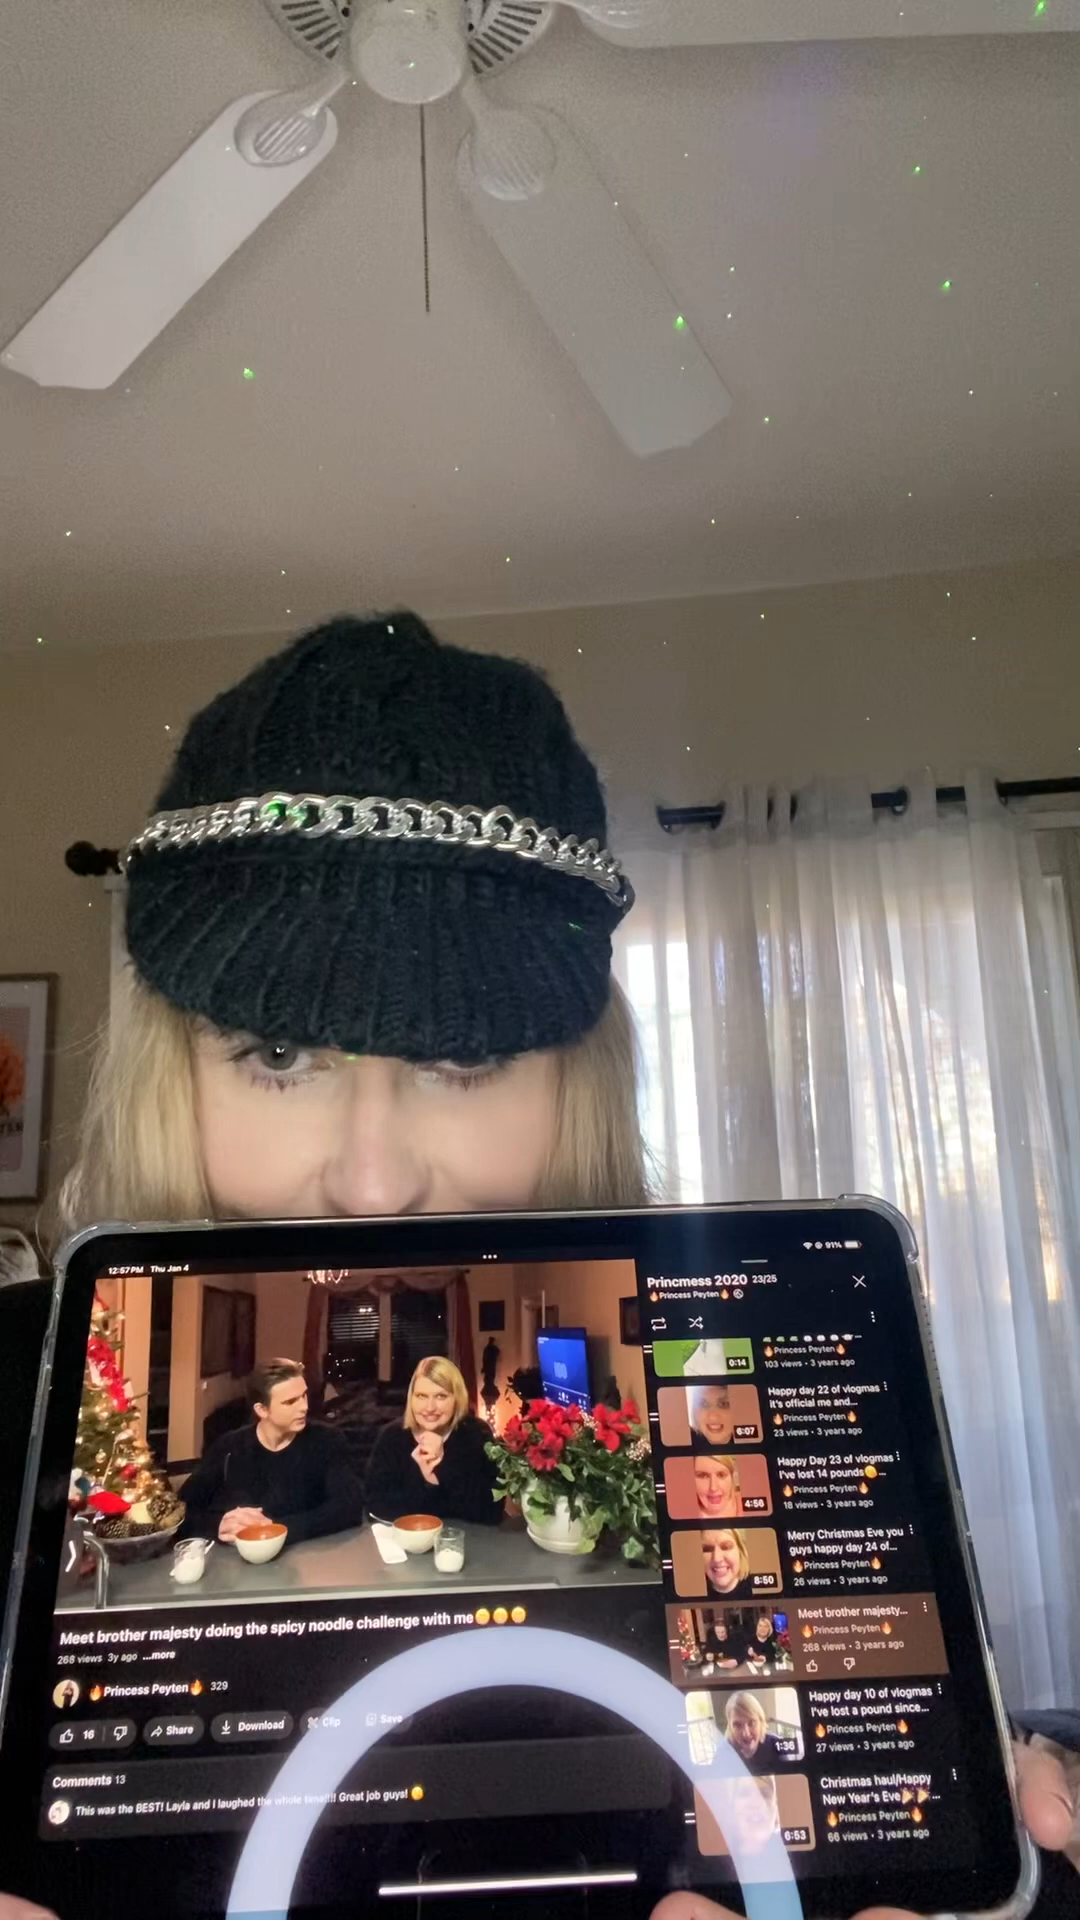 12:57 PM Thu Jan 4
91%
Meet brother majesty doing the spicy noodle challenge with me😊😊😊
268 views 3y ago ...more
🔥Princess Peyten🔥 329
16
Share
Download
Clip
Save
Comments 13
This was the BEST! Layla and I laughed the whole time!!!! Great job guys! 😊
Princmess 2020 23/25
🔥Princess Peyten🔥
🔥Princess Peyten🔥
103 views • 3 years ago
0:14
Happy day 22 of vlogmas
it's official me and...
🔥Princess Peyten🔥
23 views • 3 years ago
6:07
Happy Day 23 of vlogmas
I've lost 14 pounds😊...
🔥Princess Peyten🔥
18 views • 3 years ago
4:56
Merry Christmas Eve you
guys happy day 24 of...
🔥Princess Peyten🔥
26 views • 3 years ago
8:50
Meet brother majesty...
🔥Princess Peyten🔥
268 views • 3 years ago
Happy day 10 of vlogmas
I've lost a pound since...
🔥Princess Peyten🔥
27 views • 3 years ago
1:36
Christmas haul/Happy
New Year's Eve🎉🎉...
🔥Princess Peyten🔥
66 views • 3 years ago
6:53